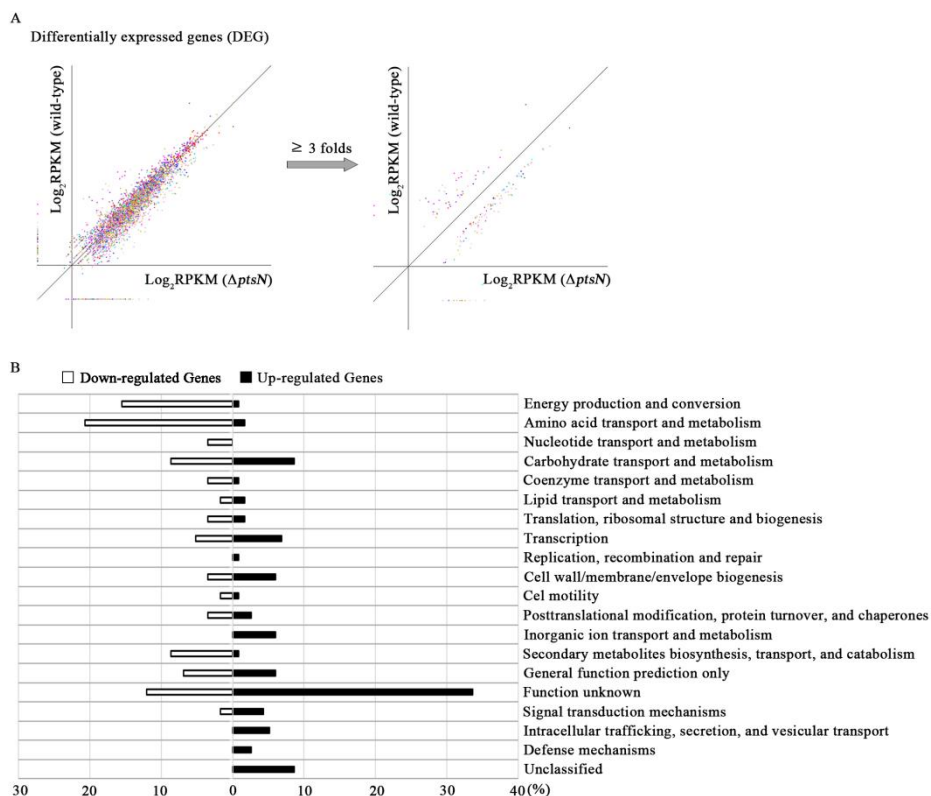 A
Differentially expressed genes (DEG)
Log2RPKM (wild-type)
Log2RPKM (ΔptsN)
≥ 3 folds
Log2RPKM (wild-type)
Log2RPKM (ΔptsN)
B
Down-regulated Genes Up-regulated Genes
Energy production and conversion
Amino acid transport and metabolism
Nucleotide transport and metabolism
Carbohydrate transport and metabolism
Coenzyme transport and metabolism
Lipid transport and metabolism
Translation, ribosomal structure and biogenesis
Transcription
Replication, recombination and repair
Cell wall/membrane/envelope biogenesis
Cel motility
Posttranslational modification, protein turnover, and chaperones
Inorganic ion transport and metabolism
Secondary metabolites biosynthesis, transport, and catabolism
General function prediction only
Function unknown
Signal transduction mechanisms
Intracellular trafficking, secretion, and vesicular transport
Defense mechanisms
Unclassified
30 20 10 0 10 20 30 40 (%)